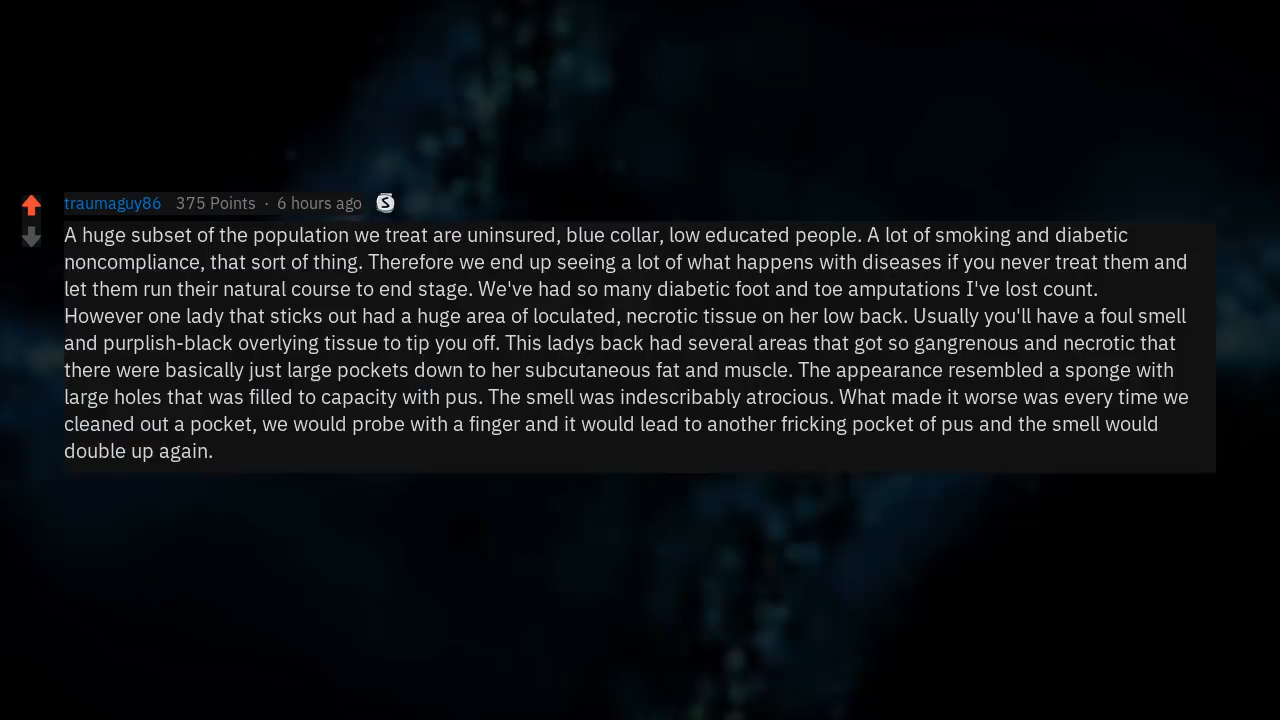 traumaguy86 375 Points · 6 hours ago
A huge subset of the population we treat are uninsured, blue collar, low educated people. A lot of smoking and diabetic
noncompliance, that sort of thing. Therefore we end up seeing a lot of what happens with diseases if you never treat them and
let them run their natural course to end stage. We've had so many diabetic foot and toe amputations I've lost count.
However one lady that sticks out had a huge area of loculated, necrotic tissue on her low back. Usually you'll have a foul smell
and purplish-black overlying tissue to tip you off. This ladys back had several areas that got so gangrenous and necrotic that
there were basically just large pockets down to her subcutaneous fat and muscle. The appearance resembled a sponge with
large holes that was filled to capacity with pus. The smell was indescribably atrocious. What made it worse was every time we
cleaned out a pocket, we would probe with a finger and it would lead to another fricking pocket of pus and the smell would
double up again.